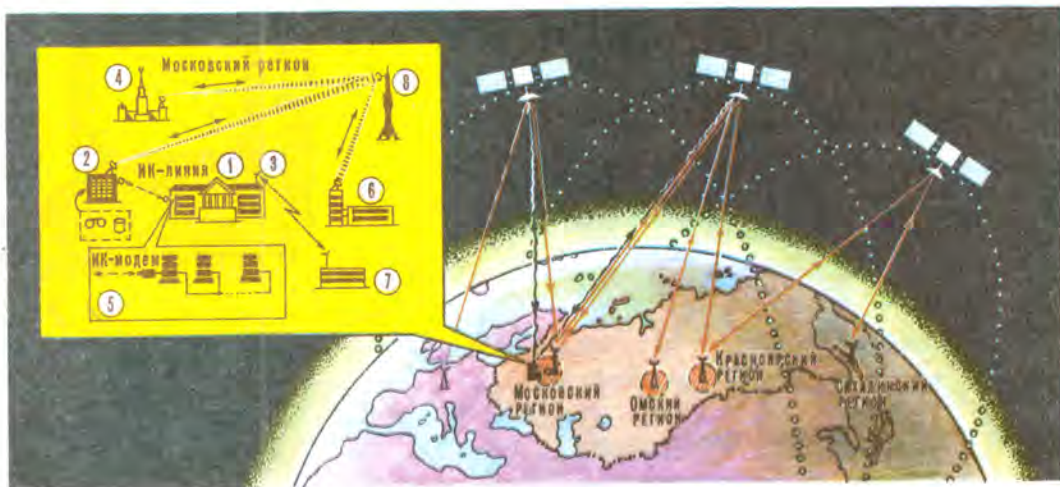 Московский регион
4
8
2
ИК-линия
1
3
6
ИК-модем
5
7
Московский
регион
Омский
регион
Красноярский
регион
Сахалинский
регион